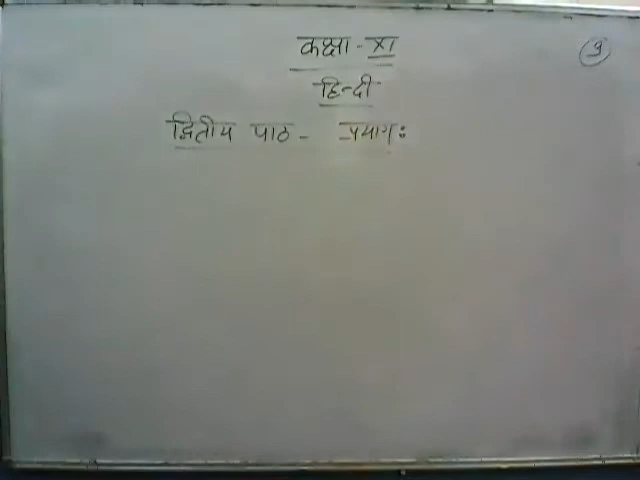 कक्षा - XI
हिन्दी
द्वितीय पाठ - प्रयागः